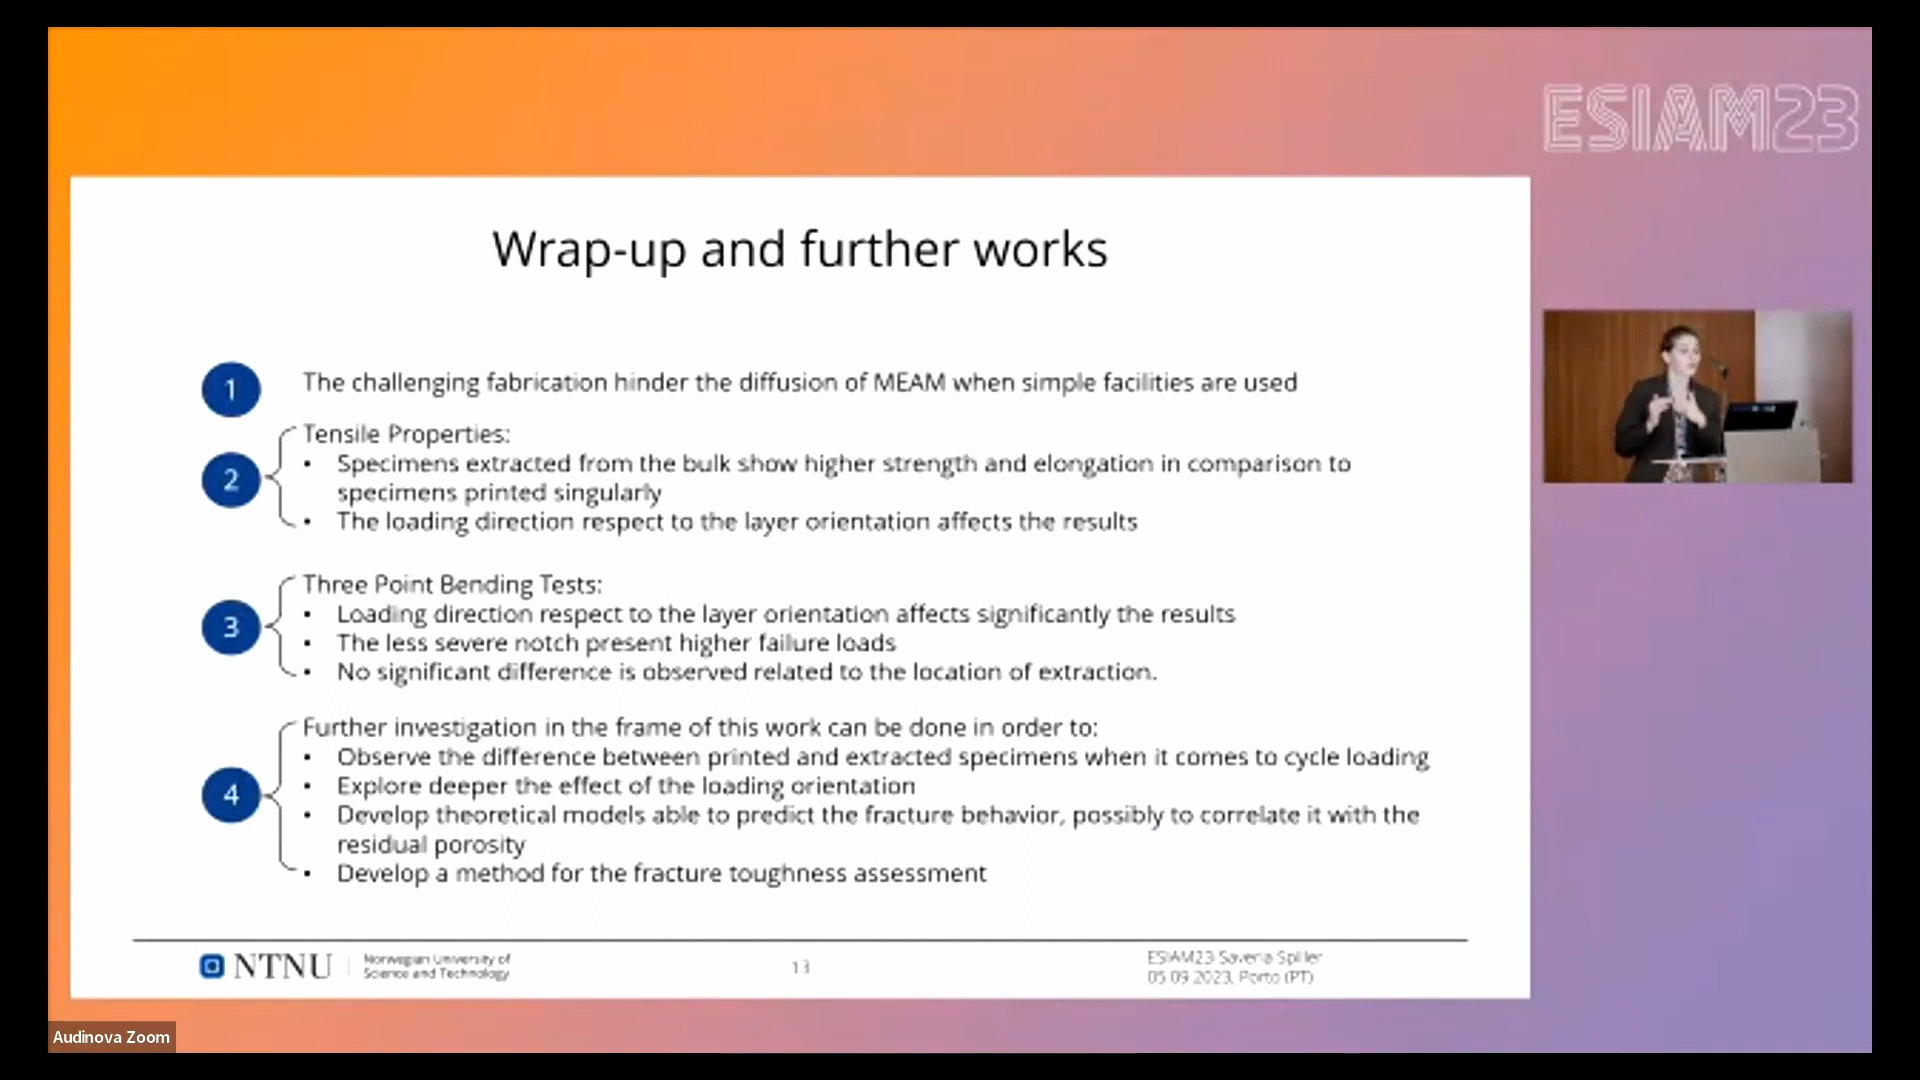 ESIAM23
Wrap-up and further works
1
The challenging fabrication hinder the diffusion of MEAM when simple facilities are used
2
Tensile Properties:
• Specimens extracted from the bulk show higher strength and elongation in comparison to
specimens printed singularly
• The loading direction respect to the layer orientation affects the results
3
Three Point Bending Tests:
• Loading direction respect to the layer orientation affects significantly the results
• The less severe notch present higher failure loads
• No significant difference is observed related to the location of extraction.
4
Further investigation in the frame of this work can be done in order to:
• Observe the difference between printed and extracted specimens when it comes to cycle loading
• Explore deeper the effect of the loading orientation
• Develop theoretical models able to predict the fracture behavior, possibly to correlate it with the
residual porosity
• Develop a method for the fracture toughness assessment
NTNU
Norwegian University of
Science and Technology
13
ESIAM23-Saveria Spiller
05.09.2023, Porto (PT)
Audinova Zoom